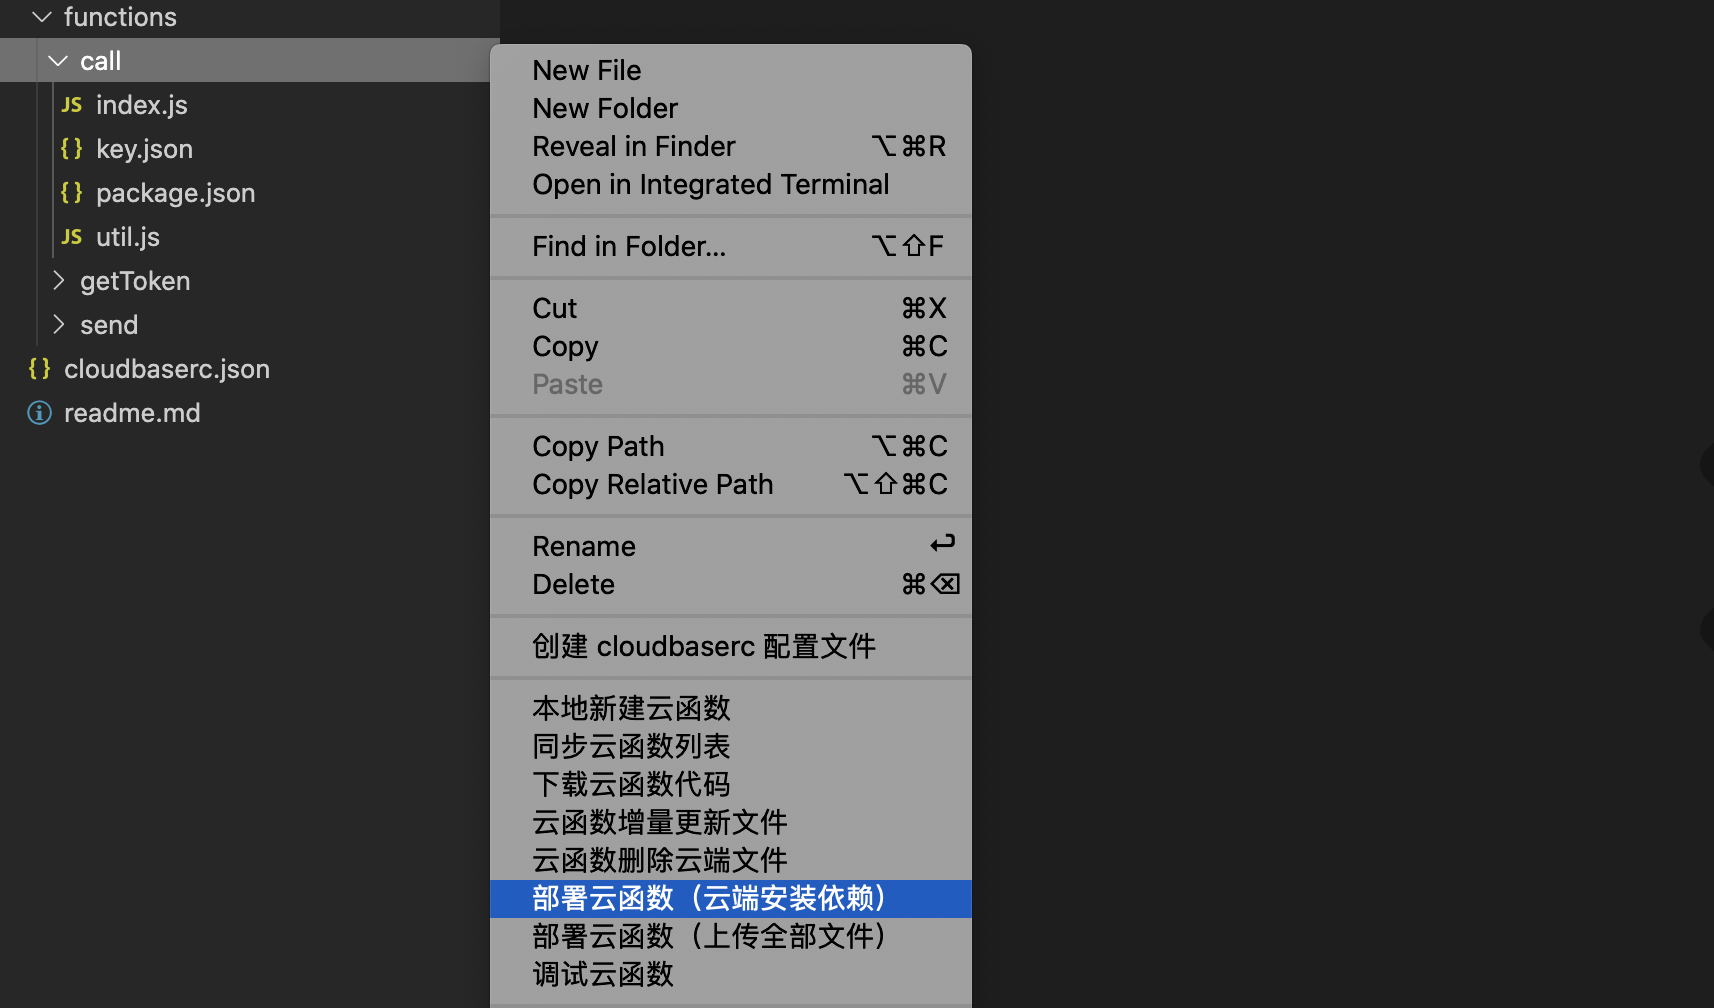 functions
call
JS index.js
{} key.json
{} package.json
JS util.js
getToken
send
{} cloudbaserc.json
readme.md
New File
New Folder
Reveal in Finder ⌥⌘R
Open in Integrated Terminal
Find in Folder... ⌥⇧F
Cut ⌘X
Copy ⌘C
Paste ⌘V
Copy Path ⌥⌘C
Copy Relative Path ⌥⇧⌘C
Rename ↩
Delete ⌘⌫
创建 cloudbaserc 配置文件
本地新建云函数
同步云函数列表
下载云函数代码
云函数增量更新文件
云函数删除云端文件
部署云函数（云端安装依赖）
部署云函数（上传全部文件）
调试云函数